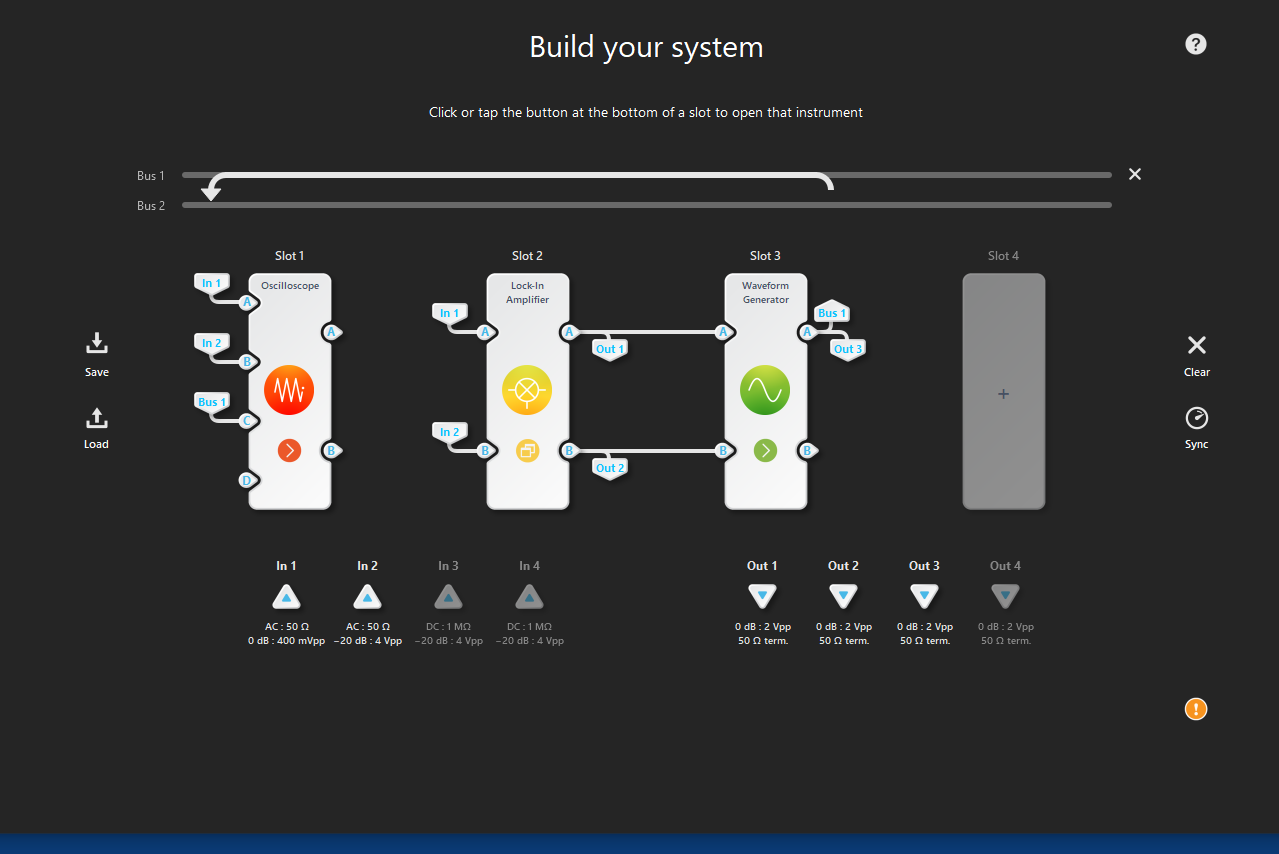 Build your system
?
Click or tap the button at the bottom of a slot to open that instrument
Bus 1
Bus 2
Slot 1
Slot 2
Slot 3
Slot 4
In 1
In 2
Bus 1
A
B
C
D
Oscilloscope
A
B
In 1
In 2
A
B
Lock-In
Amplifier
A
B
Out 1
Out 2
A
B
Waveform
Generator
A
B
Bus 1
Out 3
+
Save
Load
Clear
Sync
In 1
In 2
In 3
In 4
Out 1
Out 2
Out 3
Out 4
AC : 50 Ω
0 dB : 400 mVpp
AC : 50 Ω
−20 dB : 4 Vpp
DC : 1 MΩ
−20 dB : 4 Vpp
DC : 1 MΩ
−20 dB : 4 Vpp
0 dB : 2 Vpp
50 Ω term.
0 dB : 2 Vpp
50 Ω term.
0 dB : 2 Vpp
50 Ω term.
0 dB : 2 Vpp
50 Ω term.
!